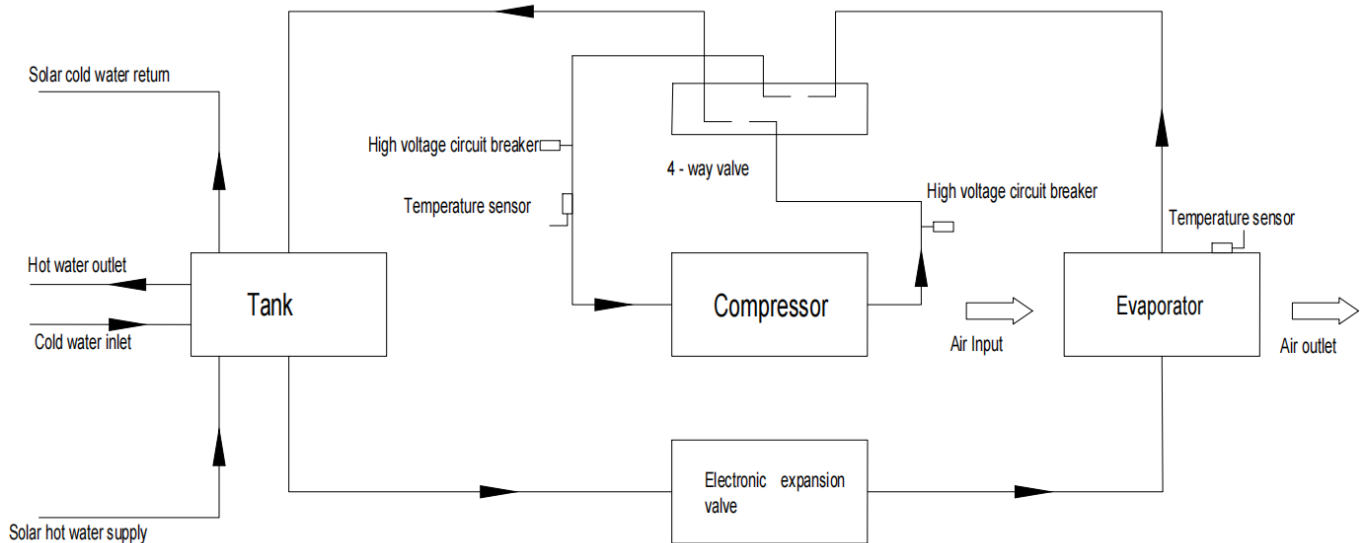 Solar cold water return
High voltage circuit breaker
4 - way valve
Temperature sensor
High voltage circuit breaker
Temperature sensor
Hot water outlet
Tank
Compressor
Evaporator
Cold water inlet
Air Input
Air outlet
Electronic expansion
valve
Solar hot water supply